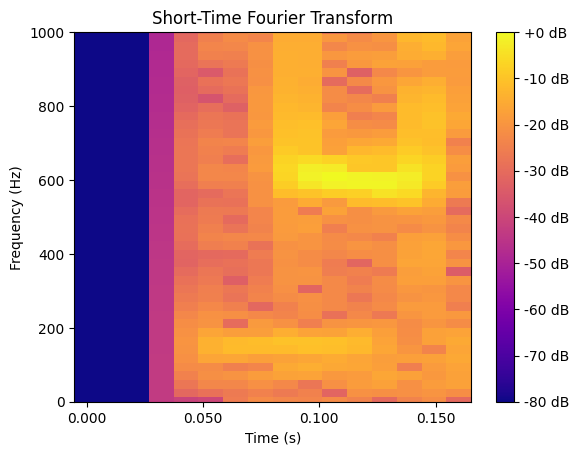 Short-Time Fourier Transform
1000
800
600
400
200
0
Frequency (Hz)
0.000
0.050
0.100
0.150
Time (s)
+0 dB
-10 dB
-20 dB
-30 dB
-40 dB
-50 dB
-60 dB
-70 dB
-80 dB